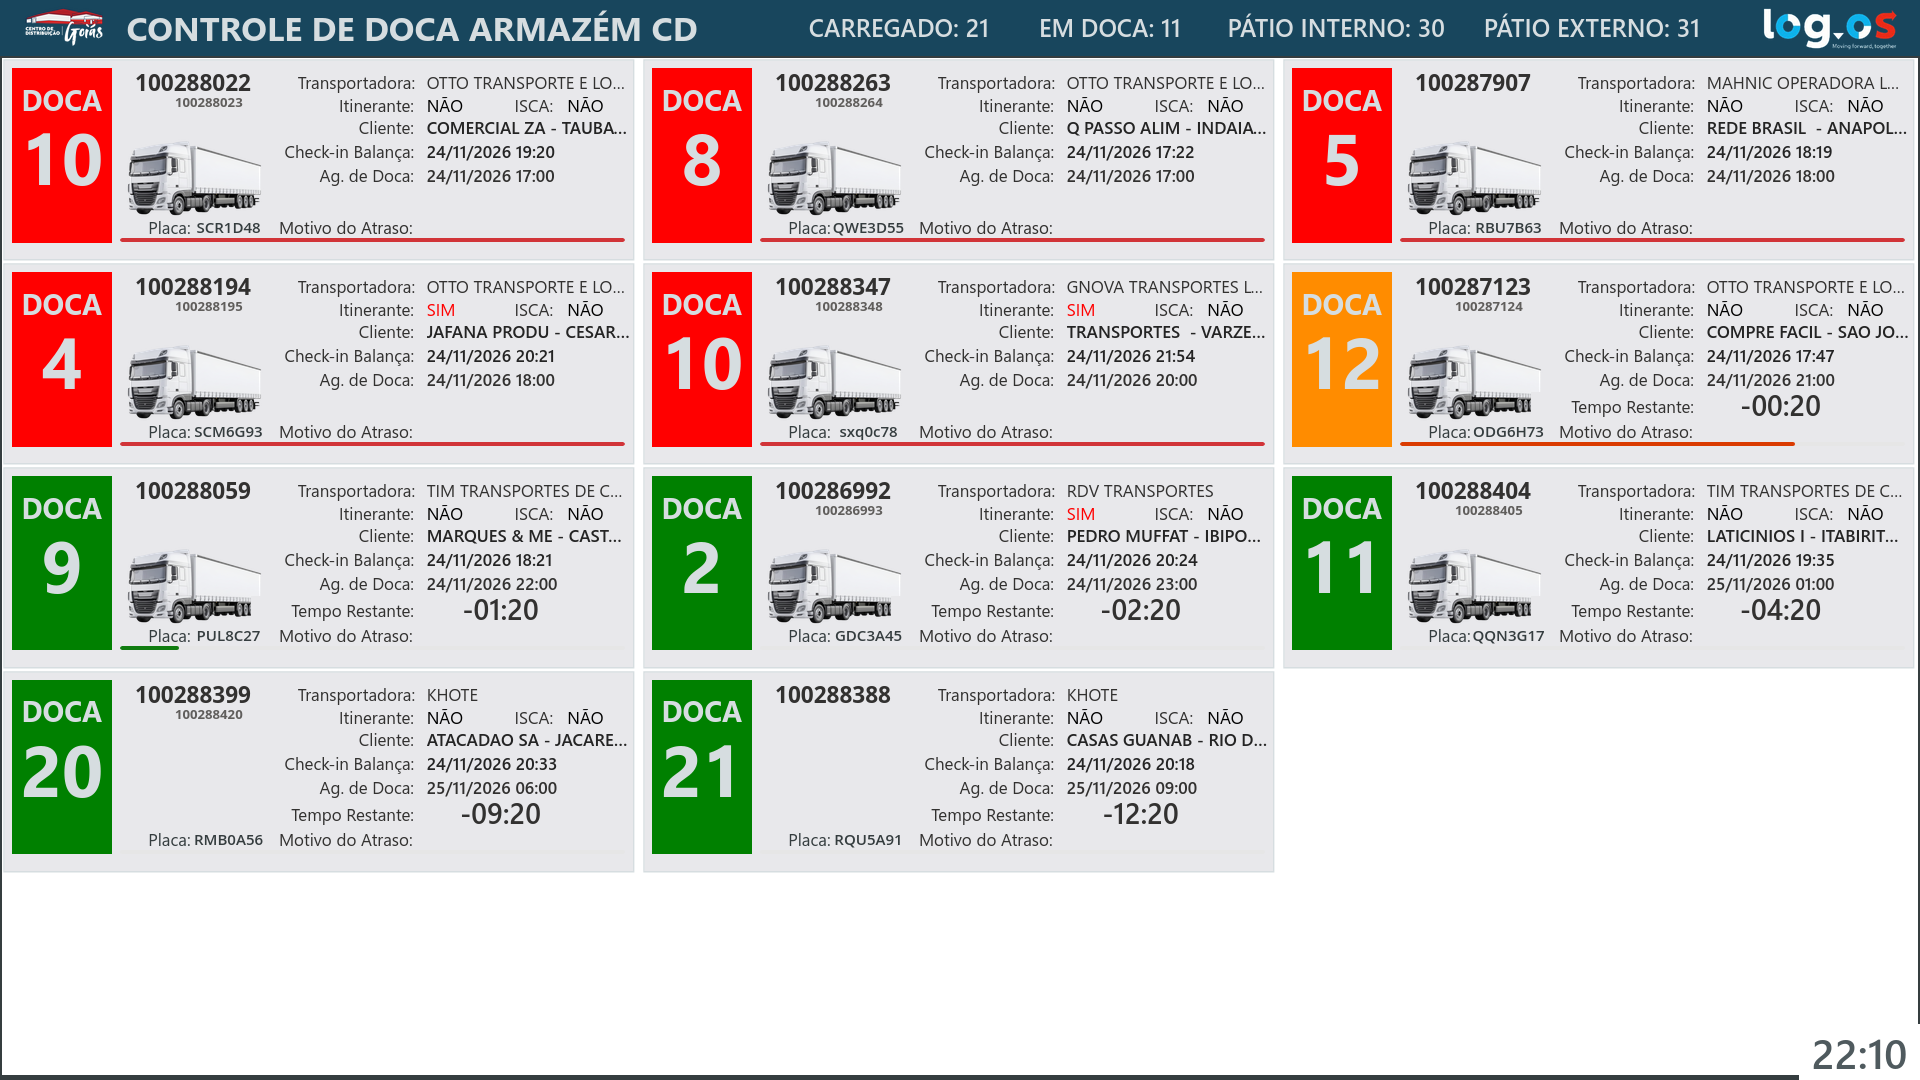 CENTRO DE DISTRIBUIÇÃO Goiás
CONTROLE DE DOCA ARMAZÉM CD
CARREGADO: 21
EM DOCA: 11
PÁTIO INTERNO: 30
PÁTIO EXTERNO: 31
log.os
Moving forward, together
DOCA
10
100288022
100288023
Transportadora: OTTO TRANSPORTE E LO...
Itinerante: NÃO ISCA: NÃO
Cliente: COMERCIAL ZA - TAUBA...
Check-in Balança: 24/11/2026 19:20
Ag. de Doca: 24/11/2026 17:00
Placa: SCR1D48 Motivo do Atraso:
DOCA
8
100288263
100288264
Transportadora: OTTO TRANSPORTE E LO...
Itinerante: NÃO ISCA: NÃO
Cliente: Q PASSO ALIM - INDAIA...
Check-in Balança: 24/11/2026 17:22
Ag. de Doca: 24/11/2026 17:00
Placa: QWE3D55 Motivo do Atraso:
DOCA
5
100287907
Transportadora: MAHNIC OPERADORA L...
Itinerante: NÃO ISCA: NÃO
Cliente: REDE BRASIL - ANAPOL...
Check-in Balança: 24/11/2026 18:19
Ag. de Doca: 24/11/2026 18:00
Placa: RBU7B63 Motivo do Atraso:
DOCA
4
100288194
100288195
Transportadora: OTTO TRANSPORTE E LO...
Itinerante: SIM ISCA: NÃO
Cliente: JAFANA PRODU - CESAR...
Check-in Balança: 24/11/2026 20:21
Ag. de Doca: 24/11/2026 18:00
Placa: SCM6G93 Motivo do Atraso:
DOCA
10
100288347
100288348
Transportadora: GNOVA TRANSPORTES L...
Itinerante: SIM ISCA: NÃO
Cliente: TRANSPORTES - VARZE...
Check-in Balança: 24/11/2026 21:54
Ag. de Doca: 24/11/2026 20:00
Placa: sxq0c78 Motivo do Atraso:
DOCA
12
100287123
100287124
Transportadora: OTTO TRANSPORTE E LO...
Itinerante: NÃO ISCA: NÃO
Cliente: COMPRE FACIL - SAO JO...
Check-in Balança: 24/11/2026 17:47
Ag. de Doca: 24/11/2026 21:00
Tempo Restante: -00:20
Placa: ODG6H73 Motivo do Atraso:
DOCA
9
100288059
Transportadora: TIM TRANSPORTES DE C...
Itinerante: NÃO ISCA: NÃO
Cliente: MARQUES & ME - CAST...
Check-in Balança: 24/11/2026 18:21
Ag. de Doca: 24/11/2026 22:00
Tempo Restante: -01:20
Placa: PUL8C27 Motivo do Atraso:
DOCA
2
100286992
100286993
Transportadora: RDV TRANSPORTES
Itinerante: SIM ISCA: NÃO
Cliente: PEDRO MUFFAT - IBIPO...
Check-in Balança: 24/11/2026 20:24
Ag. de Doca: 24/11/2026 23:00
Tempo Restante: -02:20
Placa: GDC3A45 Motivo do Atraso:
DOCA
11
100288404
100288405
Transportadora: TIM TRANSPORTES DE C...
Itinerante: NÃO ISCA: NÃO
Cliente: LATICINIOS I - ITABIRIT...
Check-in Balança: 24/11/2026 19:35
Ag. de Doca: 25/11/2026 01:00
Tempo Restante: -04:20
Placa: QQN3G17 Motivo do Atraso:
DOCA
20
100288399
100288420
Transportadora: KHOTE
Itinerante: NÃO ISCA: NÃO
Cliente: ATACADAO SA - JACARE...
Check-in Balança: 24/11/2026 20:33
Ag. de Doca: 25/11/2026 06:00
Tempo Restante: -09:20
Placa: RMB0A56 Motivo do Atraso:
DOCA
21
100288388
Transportadora: KHOTE
Itinerante: NÃO ISCA: NÃO
Cliente: CASAS GUANAB - RIO D...
Check-in Balança: 24/11/2026 20:18
Ag. de Doca: 25/11/2026 09:00
Tempo Restante: -12:20
Placa: RQU5A91 Motivo do Atraso:
22:10